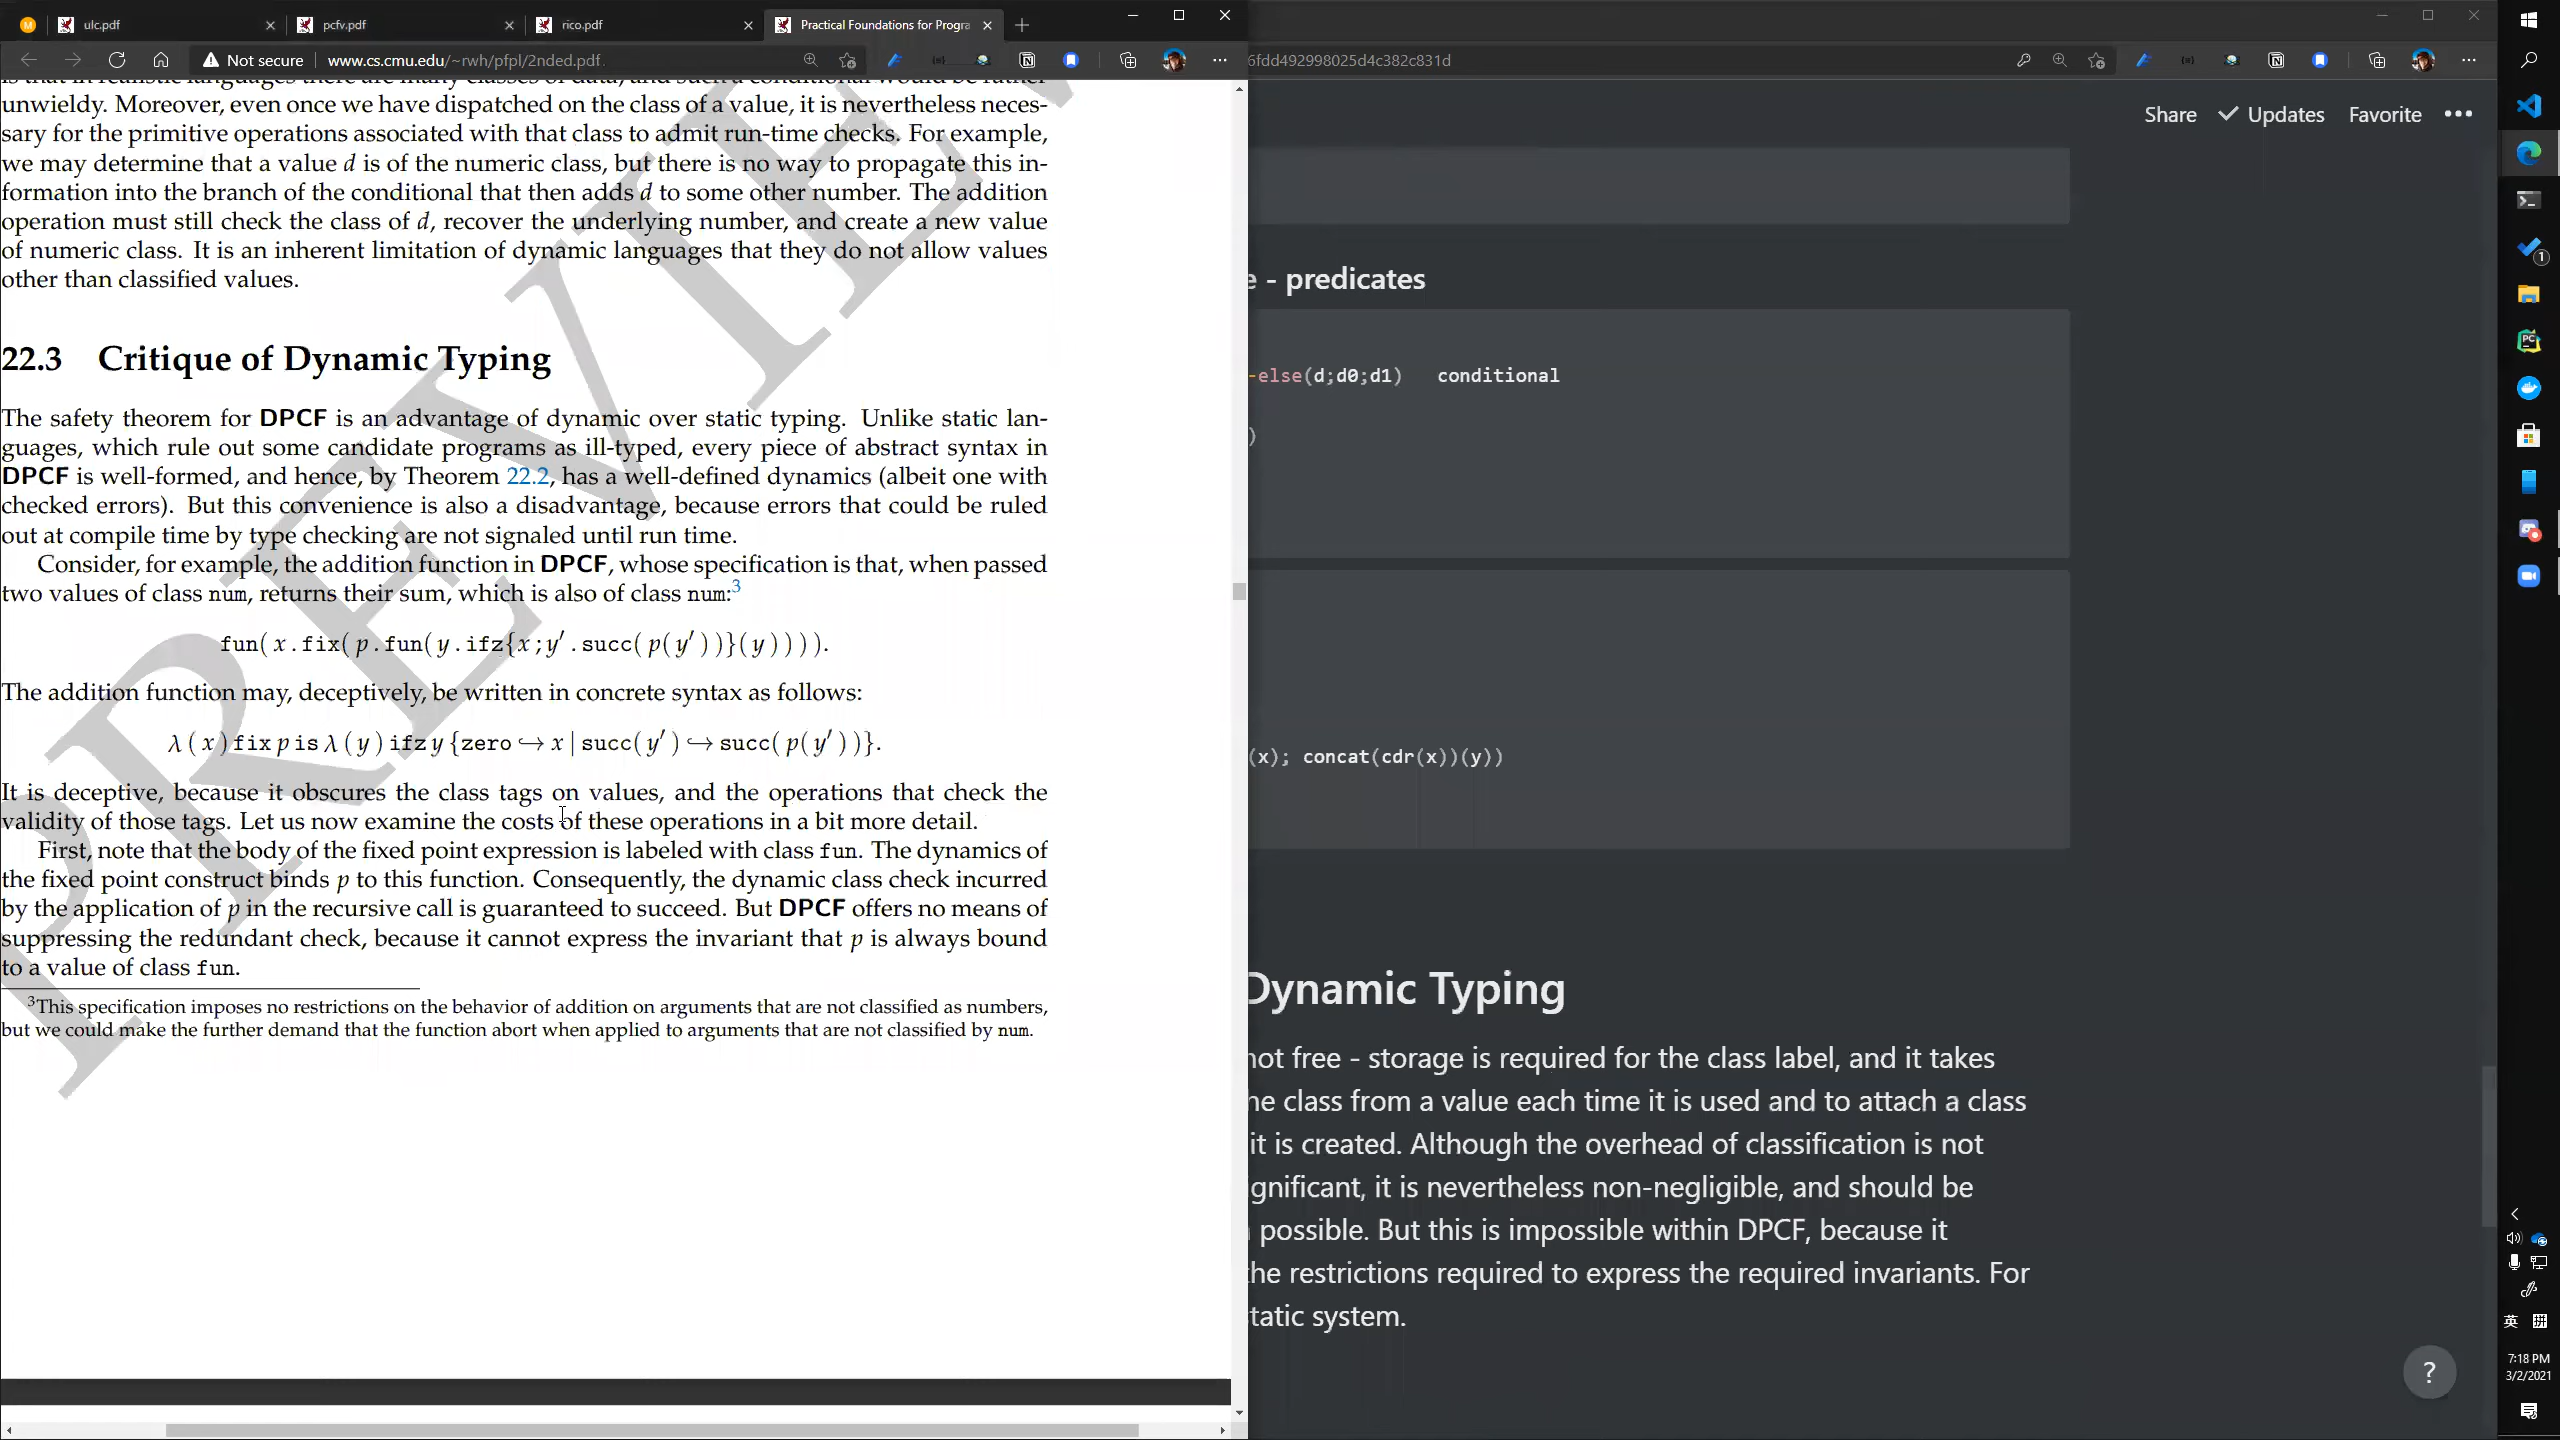 ulc.pdf
pcfv.pdf
rico.pdf
Practical Foundations for Progra
Not secure
www.cs.cmu.edu/~rwh/pfpl/2nded.pdf
6fdd492998025d4c382c831d
unwieldy. Moreover, even once we have dispatched on the class of a value, it is nevertheless neces-
sary for the primitive operations associated with that class to admit run-time checks. For example,
we may determine that a value d is of the numeric class, but there is no way to propagate this in-
formation into the branch of the conditional that then adds d to some other number. The addition
operation must still check the class of d, recover the underlying number, and create a new value
of numeric class. It is an inherent limitation of dynamic languages that they do not allow values
other than classified values.
22.3 Critique of Dynamic Typing
The safety theorem for DPCF is an advantage of dynamic over static typing. Unlike static lan-
guages, which rule out some candidate programs as ill-typed, every piece of abstract syntax in
DPCF is well-formed, and hence, by Theorem 22.2, has a well-defined dynamics (albeit one with
checked errors). But this convenience is also a disadvantage, because errors that could be ruled
out at compile time by type checking are not signaled until run time.
Consider, for example, the addition function in DPCF, whose specification is that, when passed
two values of class num, returns their sum, which is also of class num:3
fun( x . fix( p . fun( y . ifz{ x ; y′ . succ( p( y′ ))}( y )))).
The addition function may, deceptively, be written in concrete syntax as follows:
λ ( x ) fix p is λ ( y ) ifz y {zero ↪ x | succ( y′ ) ↪ succ( p( y′ ))}.
It is deceptive, because it obscures the class tags on values, and the operations that check the
validity of those tags. Let us now examine the costs of these operations in a bit more detail.
First, note that the body of the fixed point expression is labeled with class fun. The dynamics of
the fixed point construct binds p to this function. Consequently, the dynamic class check incurred
by the application of p in the recursive call is guaranteed to succeed. But DPCF offers no means of
suppressing the redundant check, because it cannot express the invariant that p is always bound
to a value of class fun.
3This specification imposes no restrictions on the behavior of addition on arguments that are not classified as numbers,
but we could make the further demand that the function abort when applied to arguments that are not classified by num.
PREVIEW
Share
Updates
Favorite
e - predicates
-else(d;d0;d1) conditional
)
(x); concat(cdr(x))(y))
Dynamic Typing
not free - storage is required for the class label, and it takes
he class from a value each time it is used and to attach a class
it is created. Although the overhead of classification is not
gnificant, it is nevertheless non-negligible, and should be
possible. But this is impossible within DPCF, because it
the restrictions required to express the required invariants. For
tatic system.
?
英
拼
7:18 PM
3/2/2021